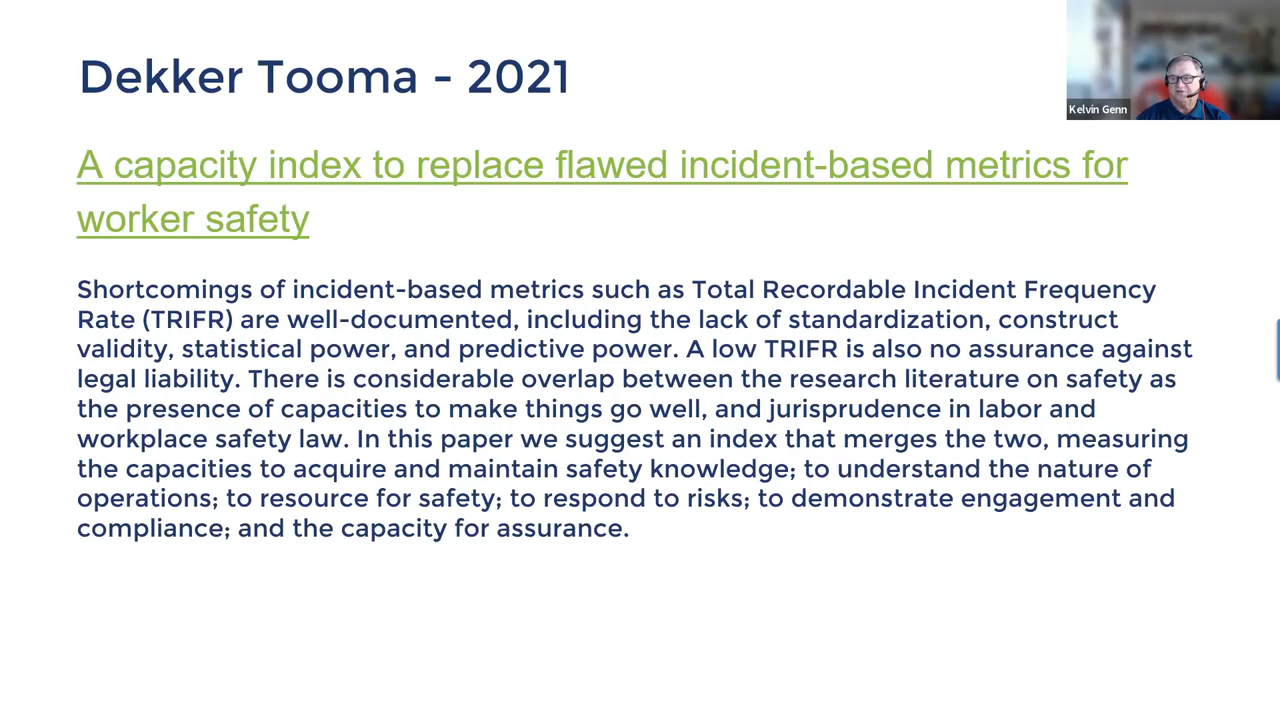 Dekker Tooma - 2021
Kelvin Genn
A capacity index to replace flawed incident-based metrics for
worker safety
Shortcomings of incident-based metrics such as Total Recordable Incident Frequency
Rate (TRIFR) are well-documented, including the lack of standardization, construct
validity, statistical power, and predictive power. A low TRIFR is also no assurance against
legal liability. There is considerable overlap between the research literature on safety as
the presence of capacities to make things go well, and jurisprudence in labor and
workplace safety law. In this paper we suggest an index that merges the two, measuring
the capacities to acquire and maintain safety knowledge; to understand the nature of
operations; to resource for safety; to respond to risks; to demonstrate engagement and
compliance; and the capacity for assurance.